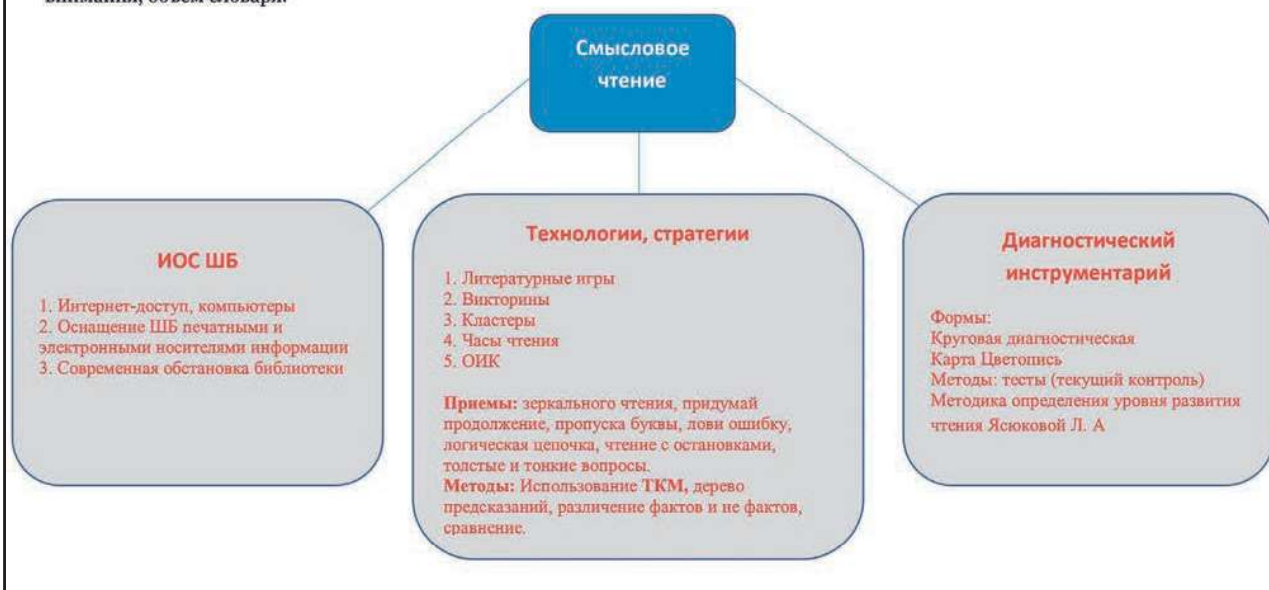 внимания, объем словаря.
Смысловое
чтение
ИОС ШБ
1. Интернет-доступ, компьютеры
2. Оснащение ШБ печатными и
электронными носителями информации
3. Современная обстановка библиотеки
Технологии, стратегии
1. Литературные игры
2. Викторины
3. Кластеры
4. Часы чтения
5. ОИК
Приемы: зеркального чтения, придумай
продолжение, пропуска буквы, лови ошибку,
логическая цепочка, чтение с остановками,
толстые и тонкие вопросы.
Методы: Использование ТКМ, дерево
предсказаний, различение фактов и не фактов,
сравнение.
Диагностический
инструментарий
Формы:
Круговая диагностическая
Карта Цветопись
Методы: тесты (текущий контроль)
Методика определения уровня развития
чтения Ясюковой Л. А